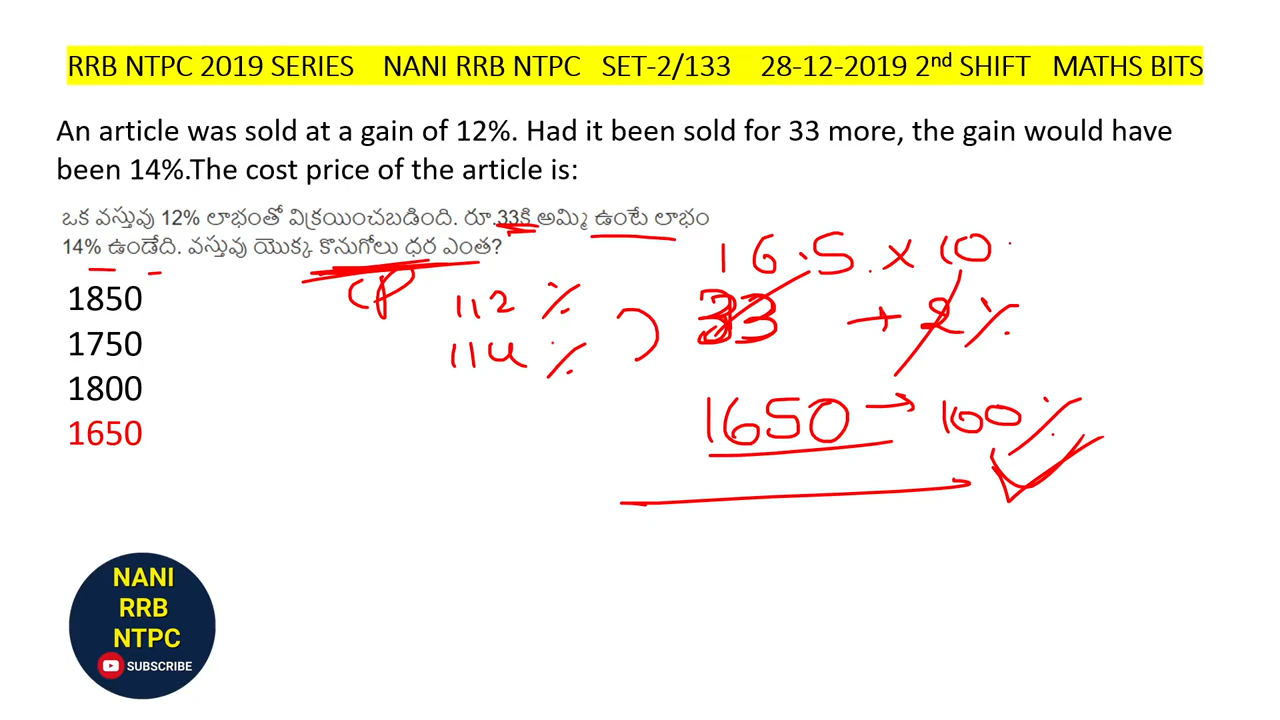 RRB NTPC 2019 SERIES NANI RRB NTPC SET-2/133 28-12-2019 2nd SHIFT MATHS BITS
An article was sold at a gain of 12%. Had it been sold for 33 more, the gain would have
been 14%.The cost price of the article is:
ఒక వస్తువు 12% లాభంతో విక్రయించబడింది. రూ.33కి అమ్మి ఉంటే లాభం
14% ఉండేది. వస్తువు యొక్క కొనుగోలు ధర ఎంత?
16.5 x 10
CP
112 %
33 + 2%
114 %
1850
1750
1800
1650
1650 → 100%
NANI
RRB
NTPC
SUBSCRIBE